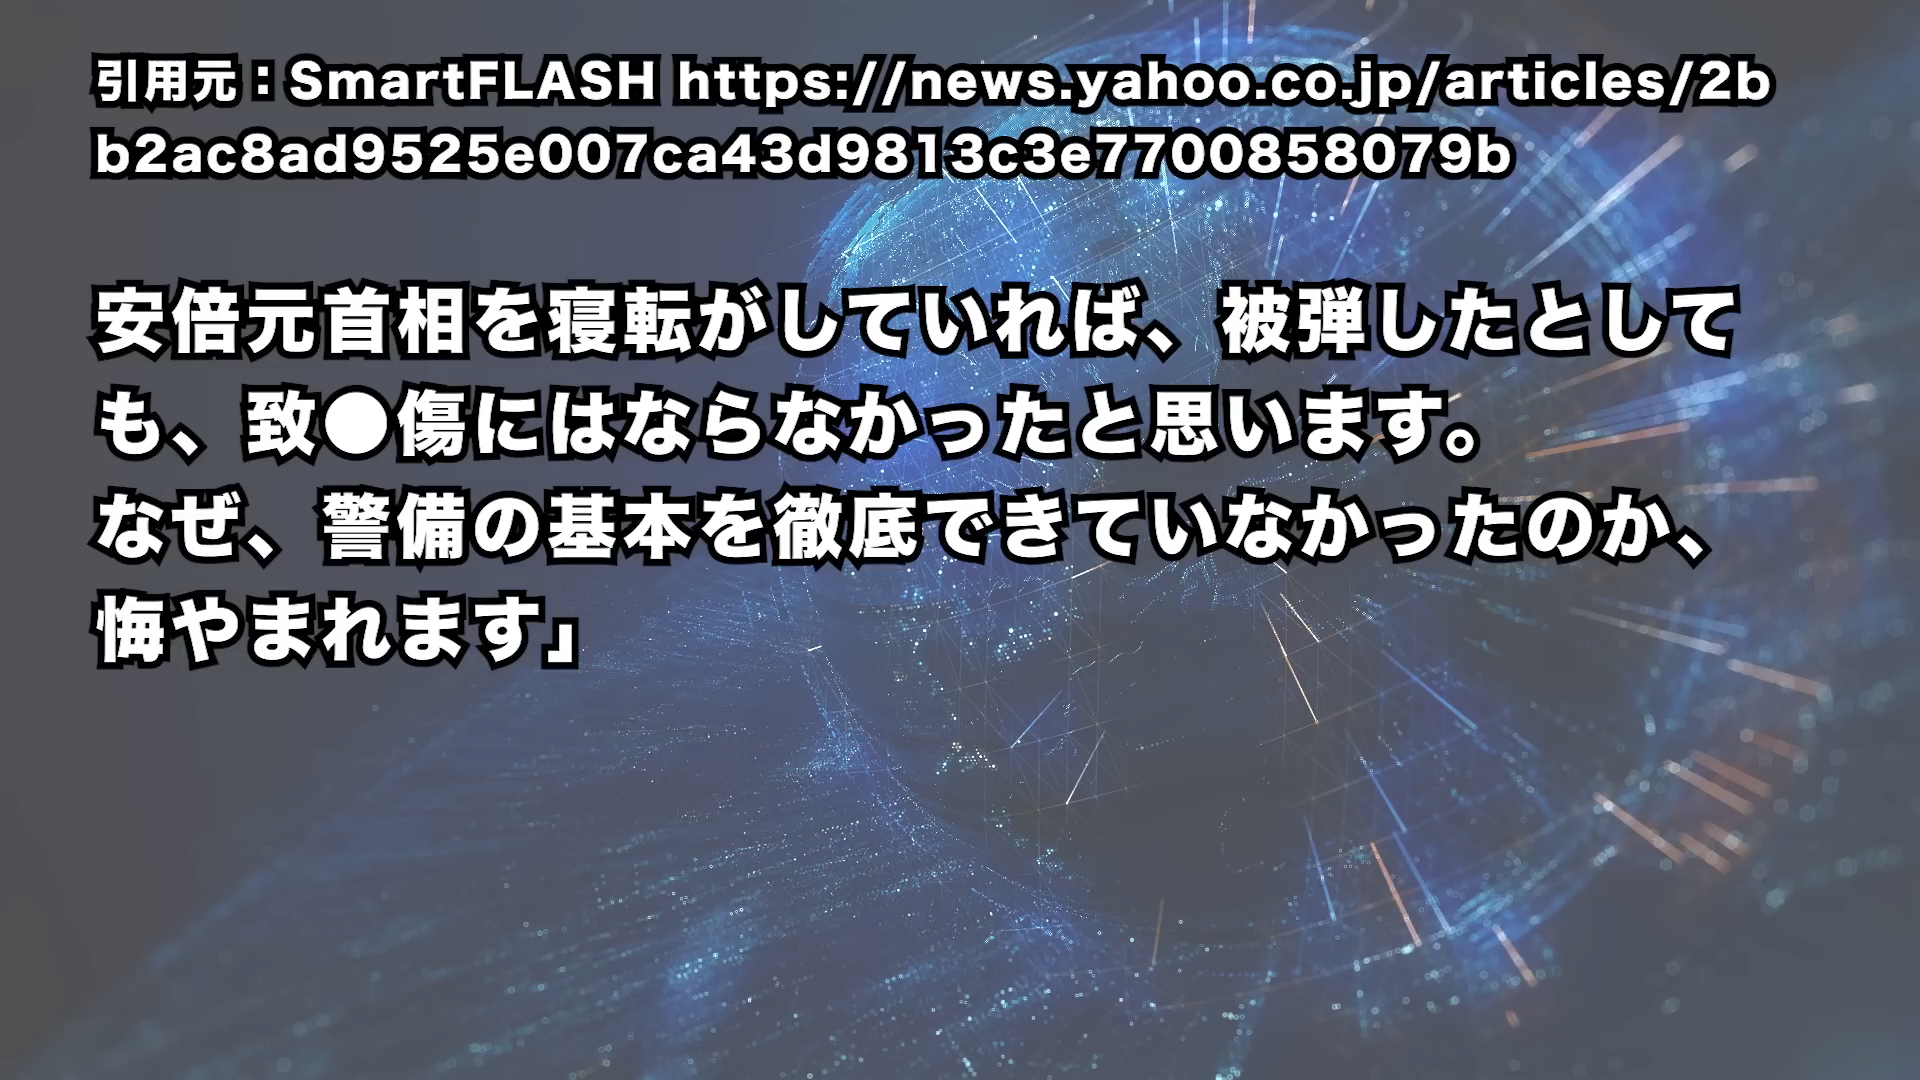 引用元：SmartFLASH https://news.yahoo.co.jp/articles/2b
b2ac8ad9525e007ca43d9813c3e7700858079b
安倍元首相を寝転がしていれば、被弾したとして
も、致●傷にはならなかったと思います。
なぜ、警備の基本を徹底できていなかったのか、
悔やまれます」